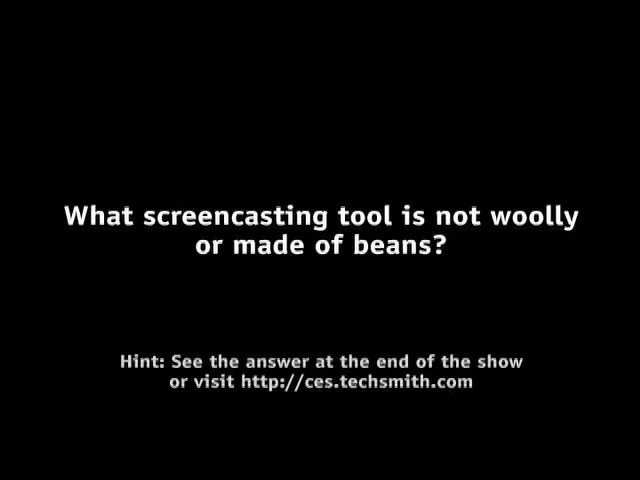 What screencasting tool is not woolly
or made of beans?
Hint: See the answer at the end of the show
or visit http://ces.techsmith.com